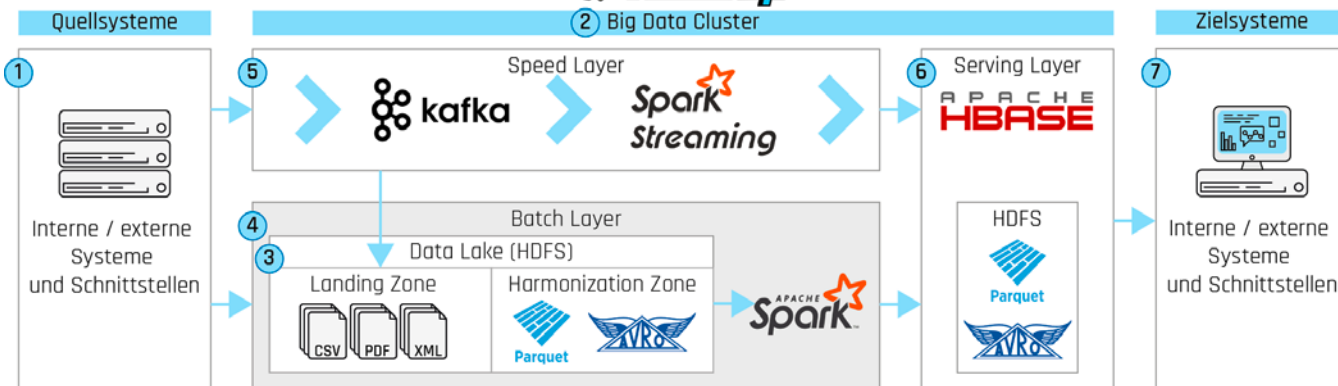 Quellsysteme
2 Big Data Cluster
Zielsysteme
1
Interne / externe
Systeme
und Schnittstellen
5
Speed Layer
kafka
Spark
Streaming
4
Batch Layer
3
Data Lake (HDFS)
Landing Zone
CSV PDF XML
Harmonization Zone
Parquet
AVRO
APACHE
Spark
6
Serving Layer
APACHE
HBASE
HDFS
Parquet
AVRO
7
Interne / externe
Systeme
und Schnittstellen